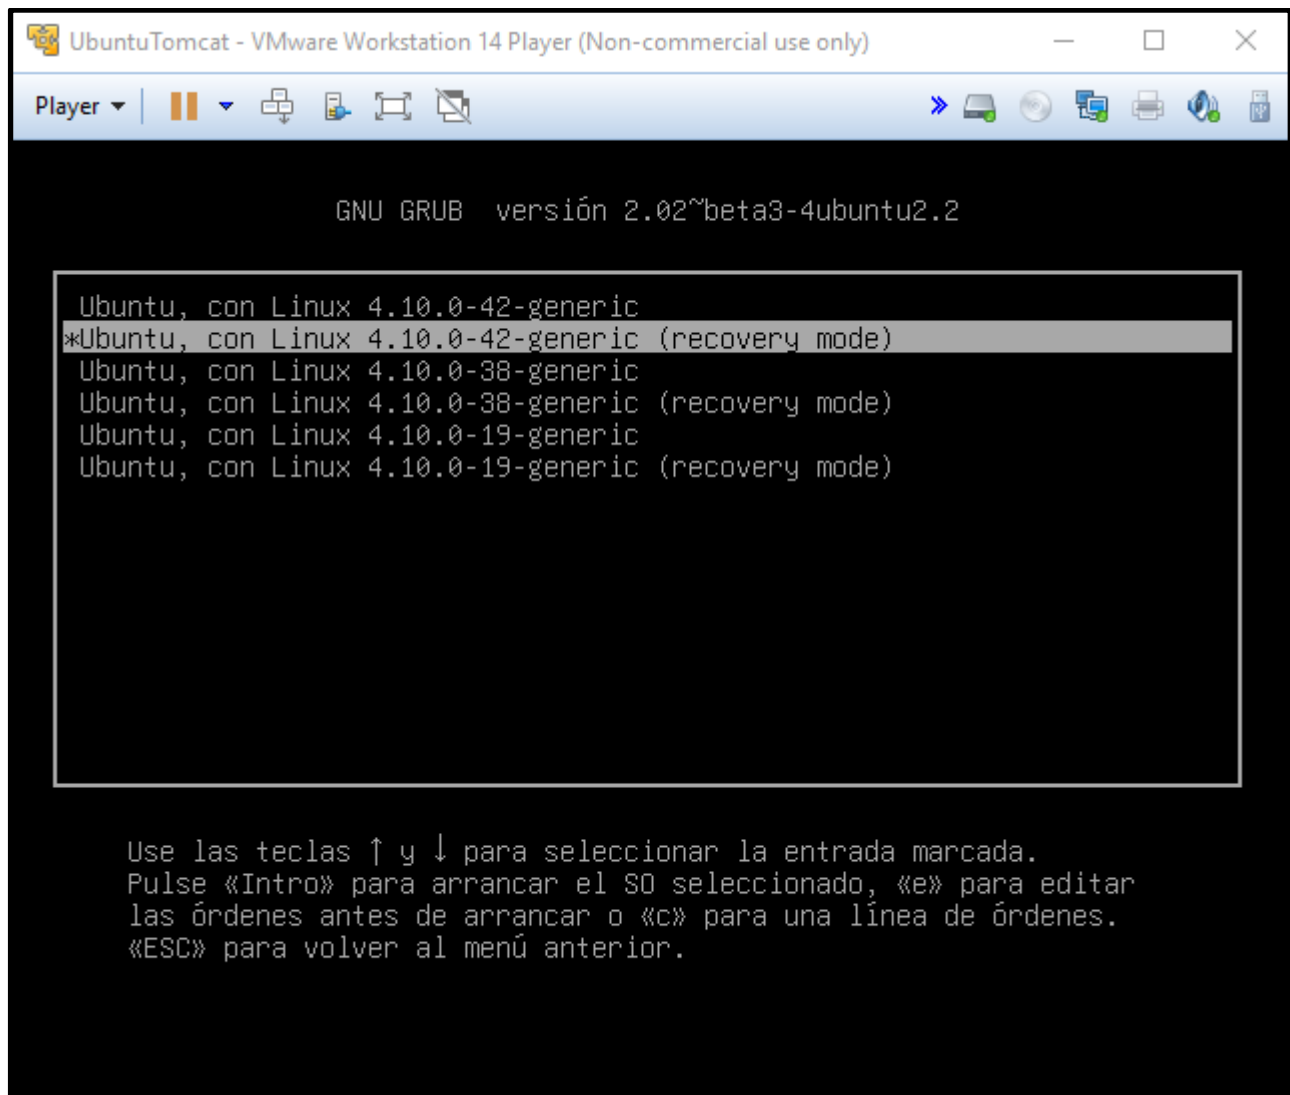 UbuntuTomcat - VMware Workstation 14 Player (Non-commercial use only)
Player
GNU GRUB  versión 2.02~beta3-4ubuntu2.2
Ubuntu, con Linux 4.10.0-42-generic
*Ubuntu, con Linux 4.10.0-42-generic (recovery mode)
Ubuntu, con Linux 4.10.0-38-generic
Ubuntu, con Linux 4.10.0-38-generic (recovery mode)
Ubuntu, con Linux 4.10.0-19-generic
Ubuntu, con Linux 4.10.0-19-generic (recovery mode)
Use las teclas ↑ y ↓ para seleccionar la entrada marcada.
Pulse «Intro» para arrancar el SO seleccionado, «e» para editar
las órdenes antes de arrancar o «c» para una línea de órdenes.
«ESC» para volver al menú anterior.